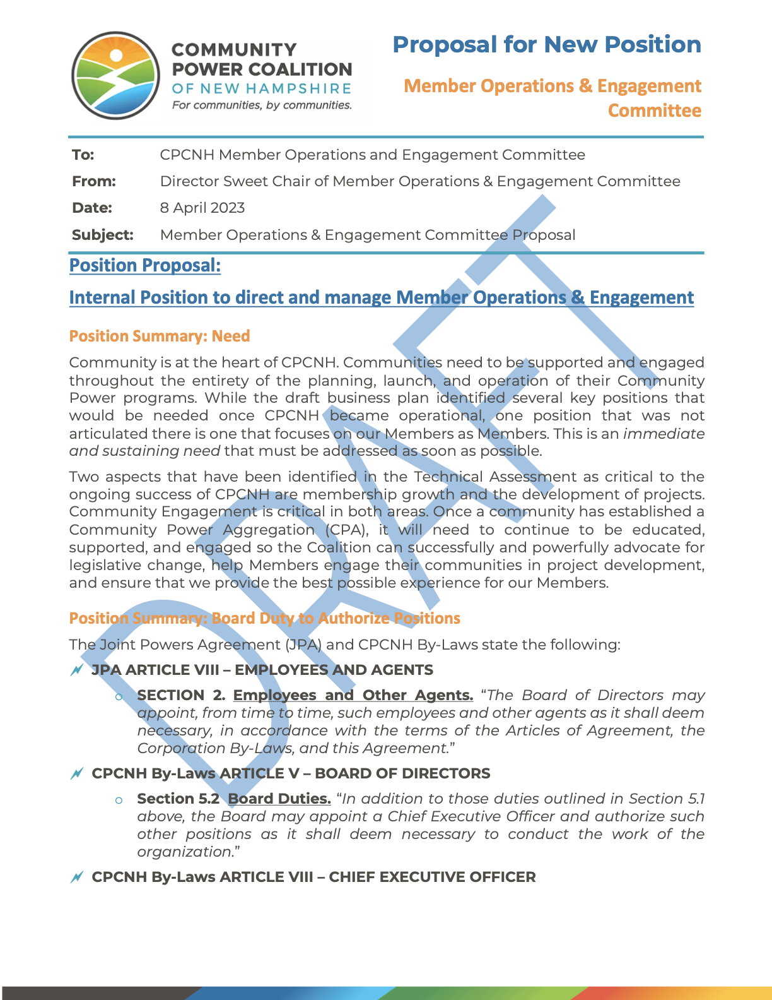 COMMUNITY
POWER COALITION
OF NEW HAMPSHIRE
For communities, by communities.
Proposal for New Position
Member Operations & Engagement
Committee
To: CPCNH Member Operations and Engagement Committee
From: Director Sweet Chair of Member Operations & Engagement Committee
Date: 8 April 2023
Subject: Member Operations & Engagement Committee Proposal
Position Proposal:
Internal Position to direct and manage Member Operations & Engagement
Position Summary: Need
Community is at the heart of CPCNH. Communities need to be supported and engaged
throughout the entirety of the planning, launch, and operation of their Community
Power programs. While the draft business plan identified several key positions that
would be needed once CPCNH became operational, one position that was not
articulated there is one that focuses on our Members as Members. This is an immediate
and sustaining need that must be addressed as soon as possible.
Two aspects that have been identified in the Technical Assessment as critical to the
ongoing success of CPCNH are membership growth and the development of projects.
Community Engagement is critical in both areas. Once a community has established a
Community Power Aggregation (CPA), it will need to continue to be educated,
supported, and engaged so the Coalition can successfully and powerfully advocate for
legislative change, help Members engage their communities in project development,
and ensure that we provide the best possible experience for our Members.
Position Summary: Board Duty to Authorize Positions
The Joint Powers Agreement (JPA) and CPCNH By-Laws state the following:
JPA ARTICLE VIII – EMPLOYEES AND AGENTS
o SECTION 2. Employees and Other Agents. “The Board of Directors may
appoint, from time to time, such employees and other agents as it shall deem
necessary, in accordance with the terms of the Articles of Agreement, the
Corporation By-Laws, and this Agreement.”
CPCNH By-Laws ARTICLE V – BOARD OF DIRECTORS
o Section 5.2 Board Duties. “In addition to those duties outlined in Section 5.1
above, the Board may appoint a Chief Executive Officer and authorize such
other positions as it shall deem necessary to conduct the work of the
organization.”
CPCNH By-Laws ARTICLE VIII – CHIEF EXECUTIVE OFFICER
DRAFT